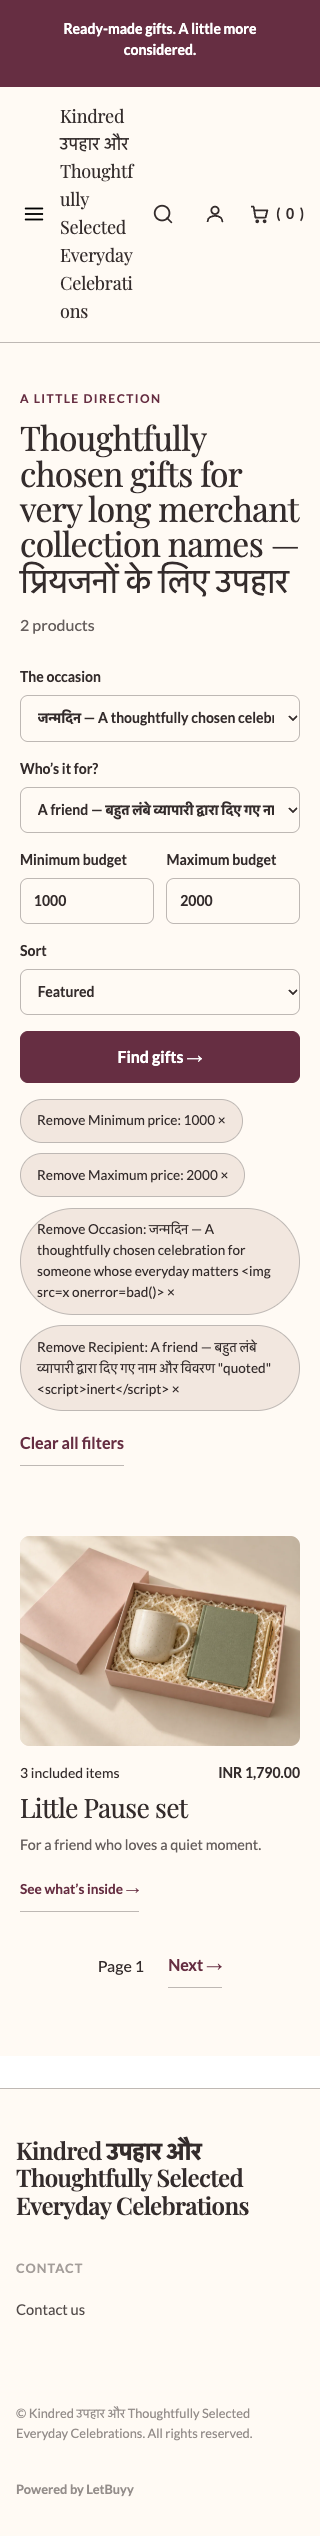 Ready-made gifts. A little more
considered.
Kindred
उपहार और
Thoughtf
ully
Selected
Everyday
Celebrati
ons
( 0 )
A LITTLE DIRECTION
Thoughtfully
chosen gifts for
very long merchant
collection names —
प्रियजनों के लिए उपहार
2 products
The occasion
जन्मदिन — A thoughtfully chosen celebr
Who's it for?
A friend — बहुत लंबे व्यापारी द्वारा दिए गए ना
Minimum budget Maximum budget
1000 2000
Sort
Featured
Find gifts →
Remove Minimum price: 1000 ×
Remove Maximum price: 2000 ×
Remove Occasion: जन्मदिन — A
thoughtfully chosen celebration for
someone whose everyday matters <img
src=x onerror=bad()> ×
Remove Recipient: A friend — बहुत लंबे
व्यापारी द्वारा दिए गए नाम और विवरण "quoted"
<script>inert</script> ×
Clear all filters
3 included items INR 1,790.00
Little Pause set
For a friend who loves a quiet moment.
See what's inside →
Page 1 Next →
Kindred उपहार और
Thoughtfully Selected
Everyday Celebrations
CONTACT
Contact us
© Kindred उपहार और Thoughtfully Selected
Everyday Celebrations. All rights reserved.
Powered by LetBuyy